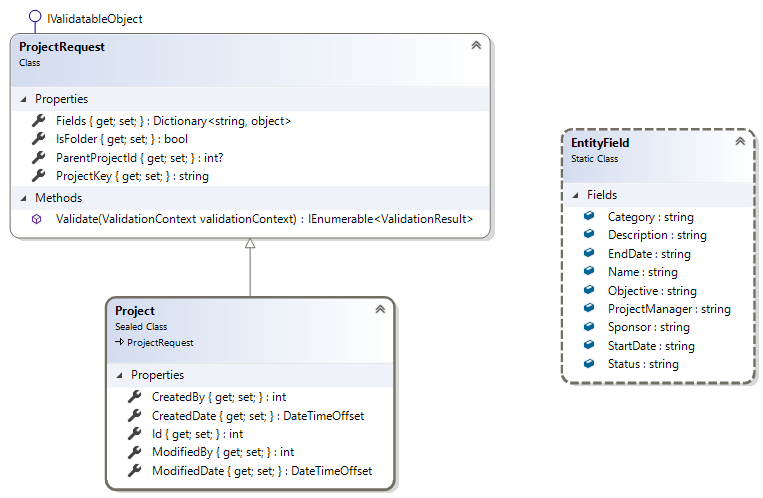 IValidatableObject
ProjectRequest
Class
Properties
Fields { get; set; } : Dictionary<string, object>
IsFolder { get; set; } : bool
ParentProjectId { get; set; } : int?
ProjectKey { get; set; } : string
Methods
Validate(ValidationContext validationContext) : IEnumerable<ValidationResult>
Project
Sealed Class
ProjectRequest
Properties
CreatedBy { get; set; } : int
CreatedDate { get; set; } : DateTimeOffset
Id { get; set; } : int
ModifiedBy { get; set; } : int
ModifiedDate { get; set; } : DateTimeOffset
EntityField
Static Class
Fields
Category : string
Description : string
EndDate : string
Name : string
Objective : string
ProjectManager : string
Sponsor : string
StartDate : string
Status : string